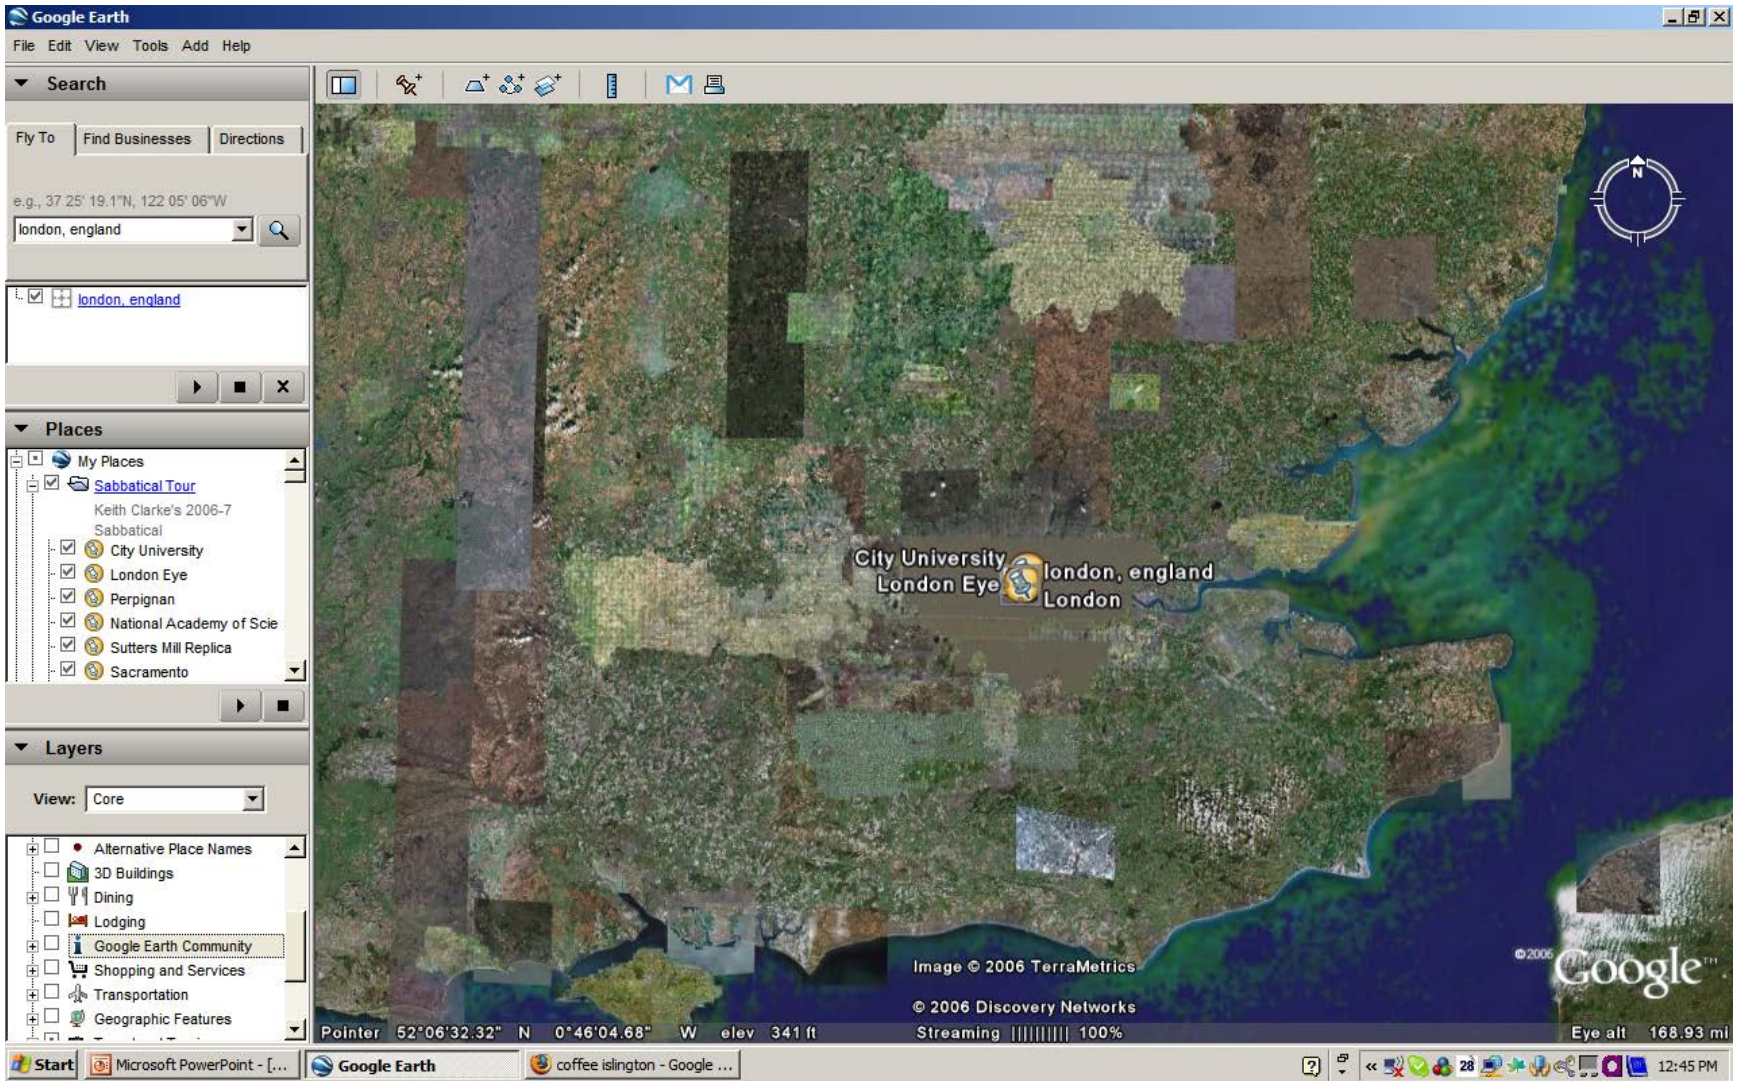 Google Earth
File Edit View Tools Add Help
Search
Fly To Find Businesses Directions
e.g., 37 25' 19.1"N, 122 05' 06"W
london, england
london, england
Places
My Places
Sabbatical Tour
Keith Clarke's 2006-7
Sabbatical
City University
London Eye
Perpignan
National Academy of Scie
Sutters Mill Replica
Sacramento
Layers
View: Core
Alternative Place Names
3D Buildings
Dining
Lodging
Google Earth Community
Shopping and Services
Transportation
Geographic Features
N
City University
London Eye
london, england
London
Image © 2006 TerraMetrics
© 2006 Discovery Networks
©2006 Google™
Pointer 52°06'32.32" N 0°46'04.68" W elev 341 ft Streaming |||||||||| 100% Eye alt 168.93 mi
Start Microsoft PowerPoint - [... Google Earth coffee islington - Google ... ? « 28 12:45 PM